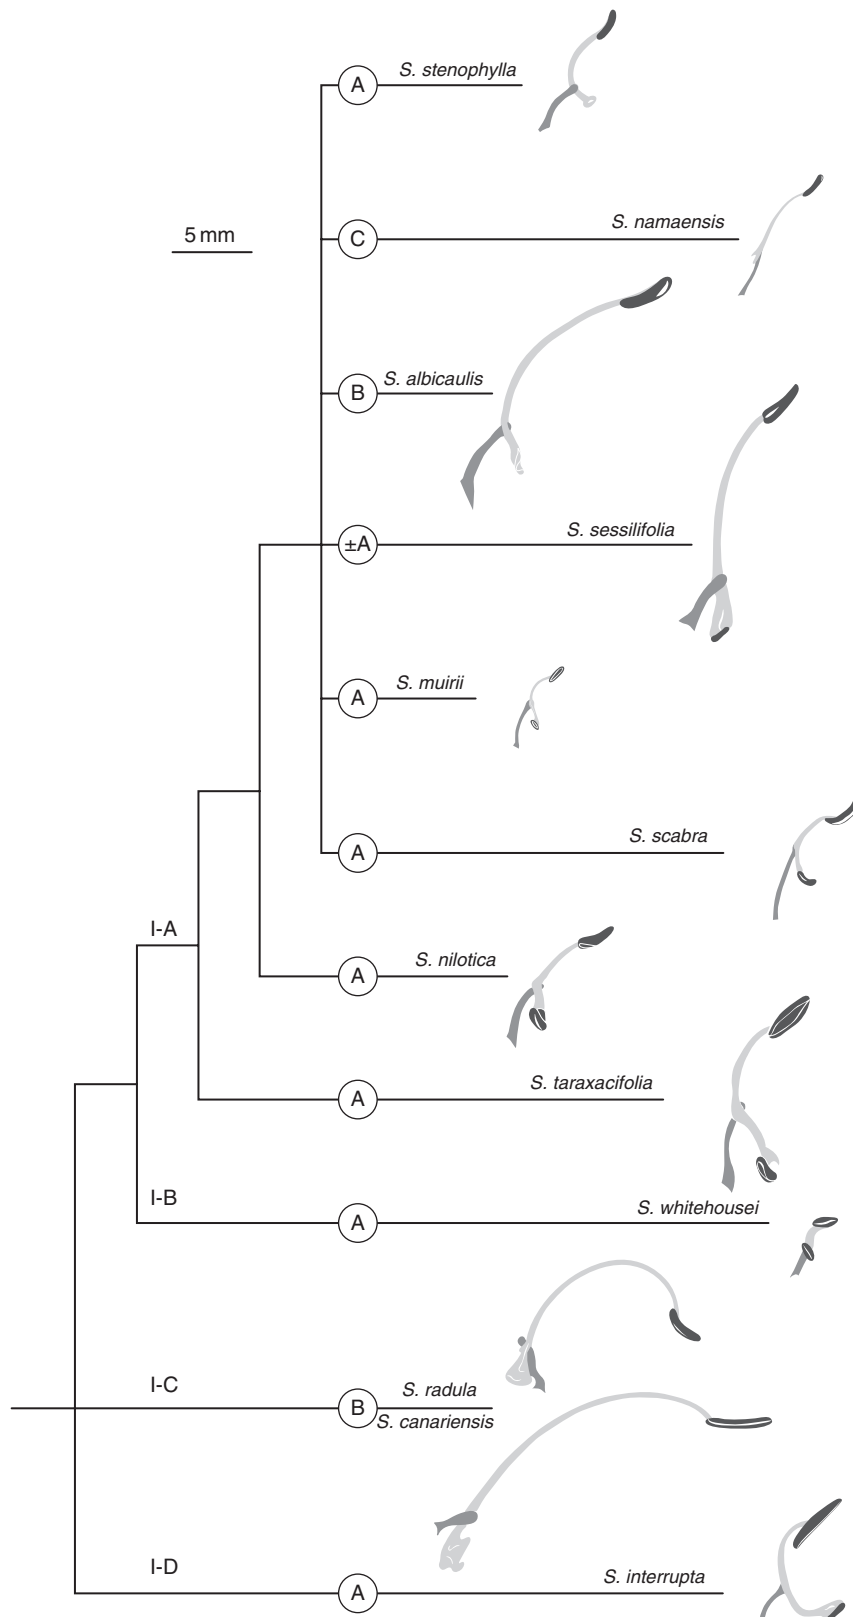 A S. stenophylla
5 mm
C S. namaensis
B S. albicaulis
±A S. sessilifolia
A S. muirii
A S. scabra
I-A
A S. nilotica
A S. taraxacifolia
I-B
A S. whitehousei
I-C
B S. radula
S. canariensis
I-D
A S. interrupta